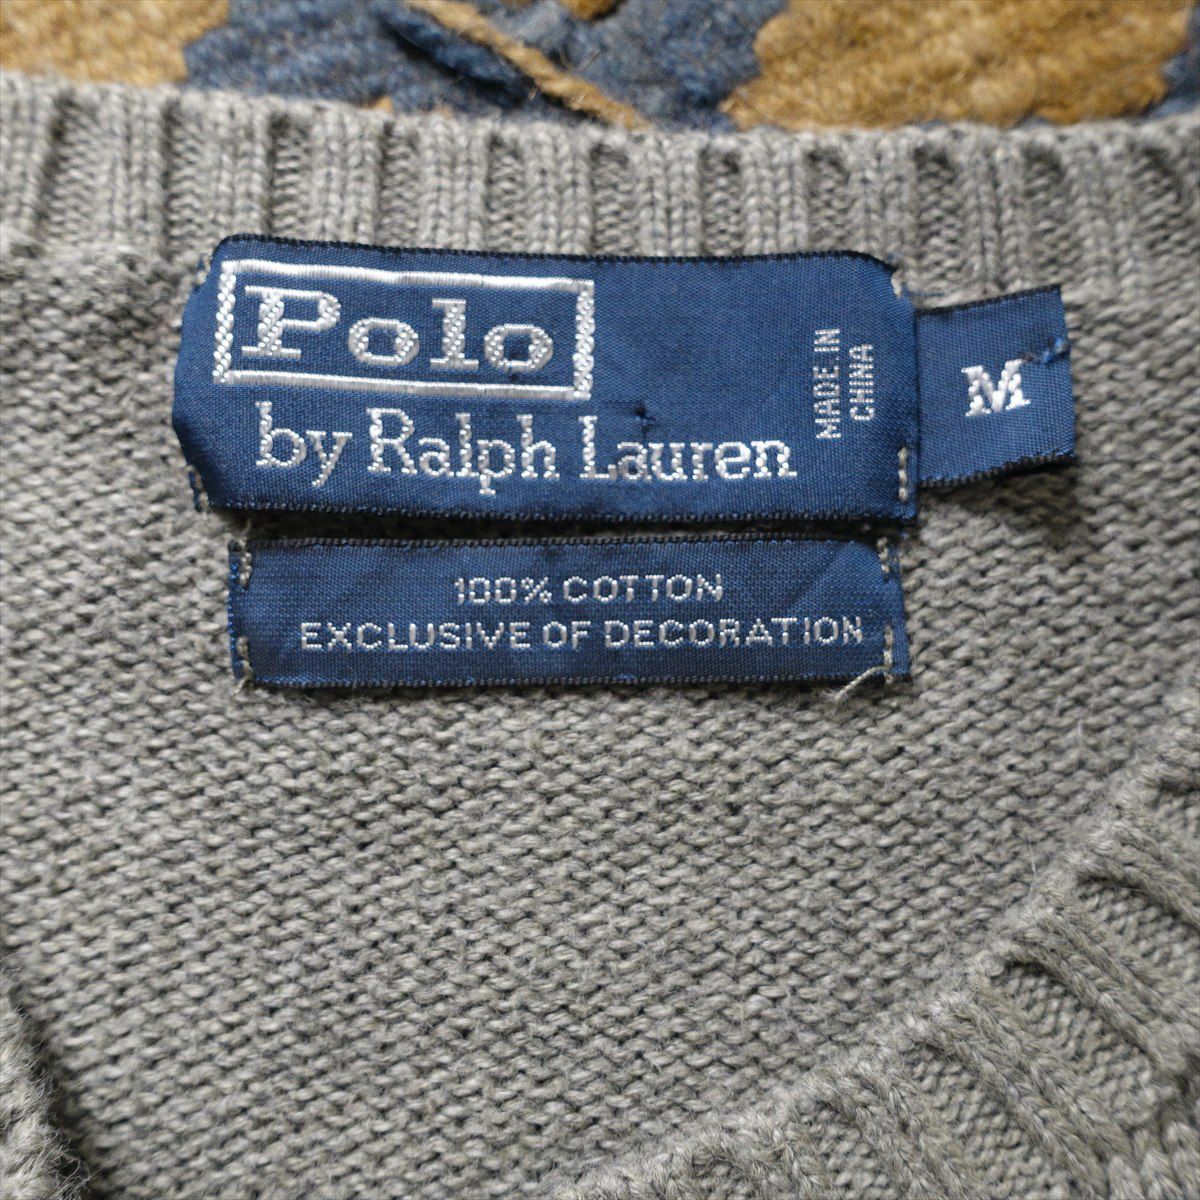 Polo
by Ralph Lauren
MADE IN
CHINA
M
100% COTTON
EXCLUSIVE OF DECORATION